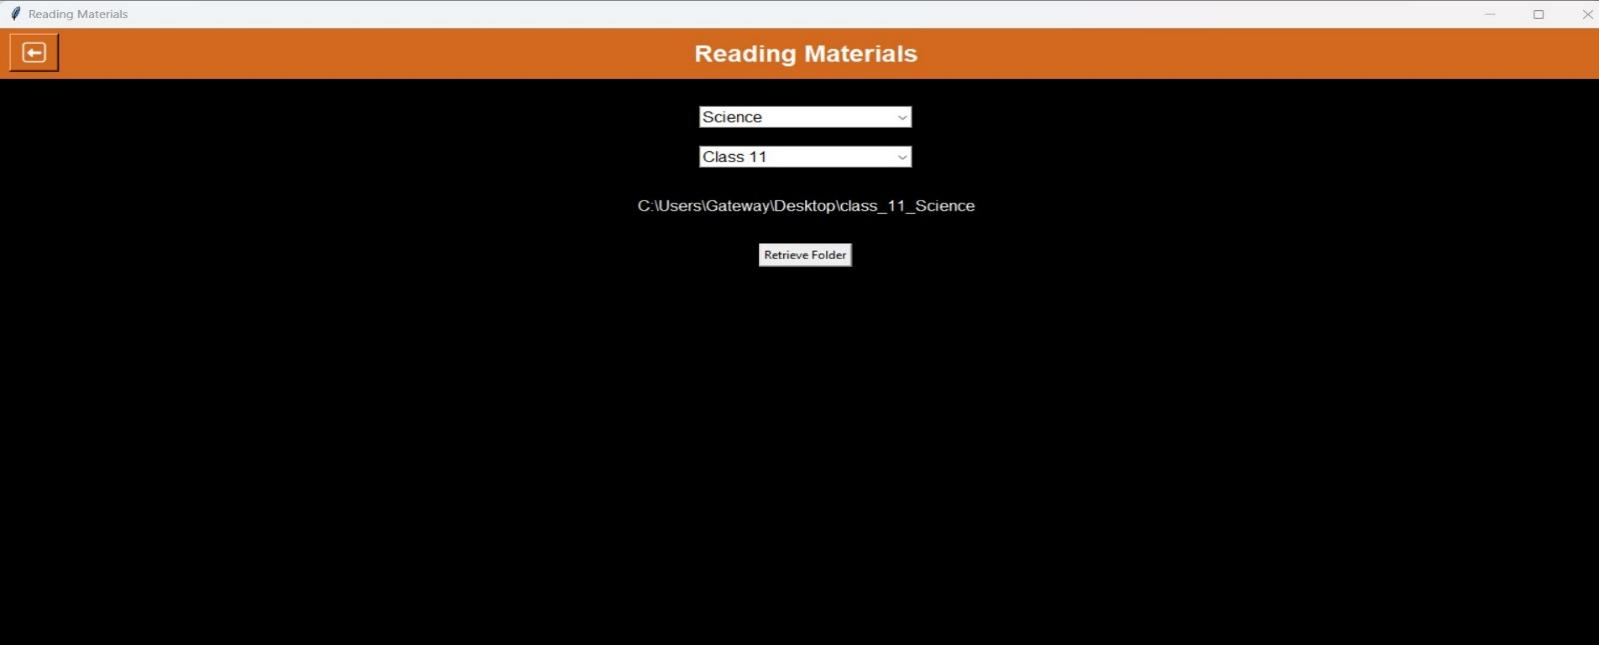 Reading Materials
Reading Materials
Science
Class 11
C:\Users\Gateway\Desktop\class_11_Science
Retrieve Folder